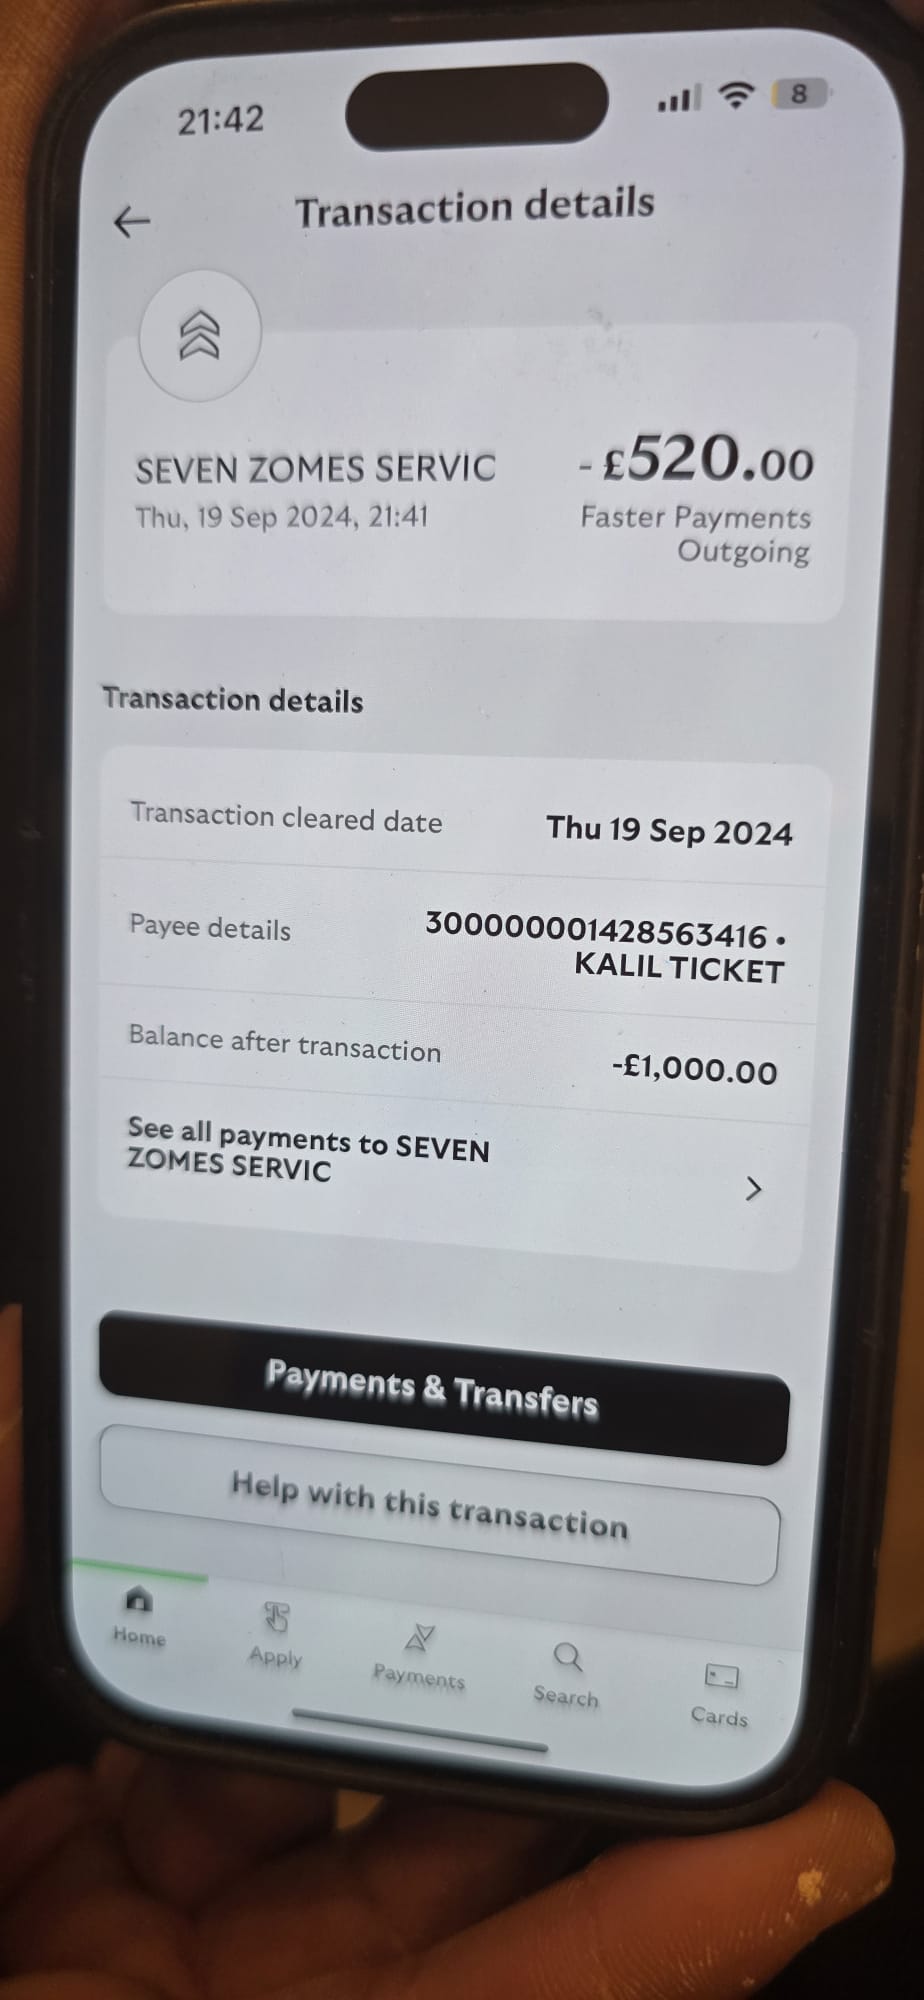 21:42
8
Transaction details
SEVEN ZOMES SERVIC
- £520.00
Thu, 19 Sep 2024, 21:41
Faster Payments
Outgoing
Transaction details
Transaction cleared date
Thu 19 Sep 2024
Payee details
300000001428563416 •
KALIL TICKET
Balance after transaction
-£1,000.00
See all payments to SEVEN
ZOMES SERVIC
Payments & Transfers
Help with this transaction
Home
Apply
Payments
Search
Cards